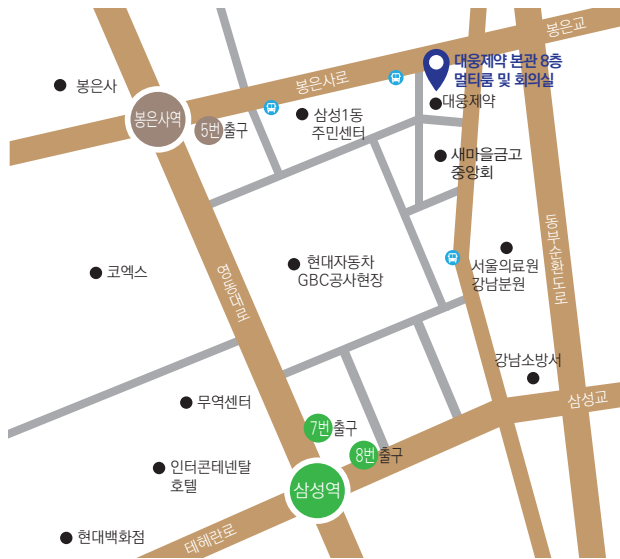 봉은교
봉은사로
대웅제약 본관 8층
멀티룸 및 회의실
봉은사
대웅제약
봉은사역
5번 출구
삼성1동
주민센터
새마을금고
중앙회
동부순환도로
코엑스
영동대로
현대자동차
GBC공사현장
서울의료원
강남분원
강남소방서
무역센터
삼성교
7번 출구
8번 출구
인터콘테넨탈
호텔
삼성역
현대백화점
테헤란로